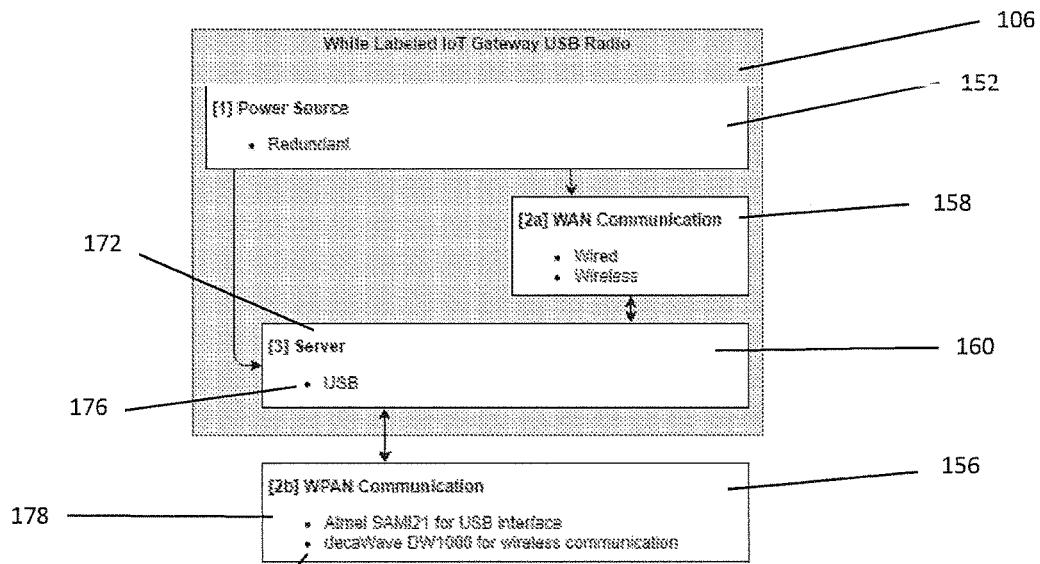 White Labeled IoT Gateway USB Radio
106
[1] Power Source
152
• Redundant
[2a] WAN Communication
158
• Wired
• Wireless
172
[3] Server
160
• USB
176
[2b] WPAN Communication
156
178
• Atmel for USB interface
• decaWave DW1000 for wireless communication